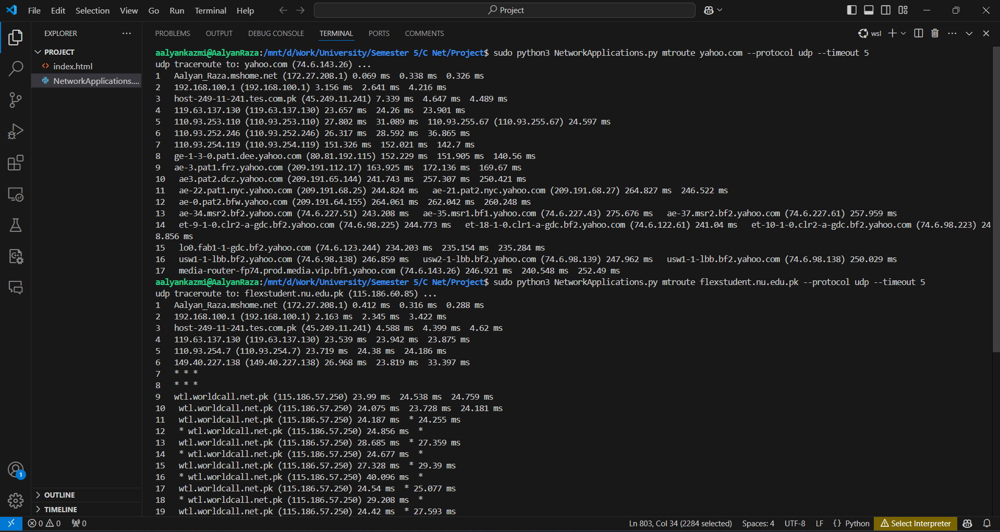 File Edit Selection View Go Run Terminal Help
Project
EXPLORER
PROJECT
index.html
NetworkApplications....
PROBLEMS OUTPUT DEBUG CONSOLE TERMINAL PORTS COMMENTS
wsl
aalyankazmi@AalyanRaza:/mnt/d/Work/University/Semester 5/C Net/Project$ sudo python3 NetworkApplications.py mtroute yahoo.com --protocol udp --timeout 5
udp traceroute to: yahoo.com (74.6.143.26) ...
1 Aalyan_Raza.mshome.net (172.27.208.1) 0.069 ms 0.338 ms 0.326 ms
2 192.168.100.1 (192.168.100.1) 3.156 ms 2.641 ms 4.216 ms
3 host-249-11-241.tes.com.pk (45.249.11.241) 7.339 ms 4.647 ms 4.489 ms
4 119.63.137.130 (119.63.137.130) 23.657 ms 24.26 ms 23.901 ms
5 110.93.253.110 (110.93.253.110) 27.802 ms 31.089 ms 110.93.255.67 (110.93.255.67) 24.597 ms
6 110.93.252.246 (110.93.252.246) 26.317 ms 28.592 ms 36.865 ms
7 110.93.254.119 (110.93.254.119) 151.326 ms 152.021 ms 142.7 ms
8 ge-1-3-0.pat1.dee.yahoo.com (80.81.192.115) 152.229 ms 151.905 ms 140.56 ms
9 ae-3.pat1.frz.yahoo.com (209.191.112.17) 163.925 ms 172.136 ms 169.67 ms
10 ae3.pat2.dcz.yahoo.com (209.191.65.144) 241.743 ms 257.307 ms 250.421 ms
11 ae-22.pat1.nyc.yahoo.com (209.191.68.25) 244.824 ms ae-21.pat2.nyc.yahoo.com (209.191.68.27) 264.827 ms 246.522 ms
12 ae-0.pat2.bfw.yahoo.com (209.191.64.155) 264.061 ms 262.042 ms 260.248 ms
13 ae-34.msr2.bf2.yahoo.com (74.6.227.51) 243.208 ms ae-35.msr1.bf1.yahoo.com (74.6.227.43) 275.676 ms ae-37.msr2.bf2.yahoo.com (74.6.227.61) 257.959 ms
14 et-9-1-0.clr2-a-gdc.bf2.yahoo.com (74.6.98.225) 244.773 ms et-18-1-0.clr1-a-gdc.bf2.yahoo.com (74.6.122.61) 241.04 ms et-10-1-0.clr2-a-gdc.bf2.yahoo.com (74.6.98.223) 24
8.856 ms
15 lo0.fab1-1-gdc.bf2.yahoo.com (74.6.123.244) 234.203 ms 235.154 ms 235.284 ms
16 usw1-1-lbb.bf2.yahoo.com (74.6.98.138) 246.859 ms usw2-1-lbb.bf2.yahoo.com (74.6.98.139) 247.962 ms usw1-1-lbb.bf2.yahoo.com (74.6.98.138) 250.029 ms
17 media-router-fp74.prod.media.vip.bf1.yahoo.com (74.6.143.26) 246.921 ms 240.548 ms 252.49 ms
aalyankazmi@AalyanRaza:/mnt/d/Work/University/Semester 5/C Net/Project$ sudo python3 NetworkApplications.py mtroute flexstudent.nu.edu.pk --protocol udp --timeout 5
udp traceroute to: flexstudent.nu.edu.pk (115.186.60.85) ...
1 Aalyan_Raza.mshome.net (172.27.208.1) 0.412 ms 0.316 ms 0.288 ms
2 192.168.100.1 (192.168.100.1) 2.163 ms 2.345 ms 3.422 ms
3 host-249-11-241.tes.com.pk (45.249.11.241) 4.588 ms 4.399 ms 4.62 ms
4 119.63.137.130 (119.63.137.130) 23.539 ms 23.942 ms 23.875 ms
5 110.93.254.7 (110.93.254.7) 23.719 ms 24.38 ms 24.186 ms
6 149.40.227.138 (149.40.227.138) 26.968 ms 23.819 ms 33.397 ms
7 * * *
8 * * *
9 wtl.worldcall.net.pk (115.186.57.250) 23.99 ms 24.538 ms 24.759 ms
10 wtl.worldcall.net.pk (115.186.57.250) 24.075 ms 23.728 ms 24.181 ms
11 wtl.worldcall.net.pk (115.186.57.250) 24.187 ms * 24.255 ms
12 * wtl.worldcall.net.pk (115.186.57.250) 24.856 ms *
13 wtl.worldcall.net.pk (115.186.57.250) 28.685 ms * 27.359 ms
14 * wtl.worldcall.net.pk (115.186.57.250) 24.677 ms *
15 wtl.worldcall.net.pk (115.186.57.250) 27.328 ms * 29.39 ms
16 * wtl.worldcall.net.pk (115.186.57.250) 40.096 ms *
17 wtl.worldcall.net.pk (115.186.57.250) 24.54 ms * 25.077 ms
18 * wtl.worldcall.net.pk (115.186.57.250) 29.208 ms *
19 wtl.worldcall.net.pk (115.186.57.250) 24.42 ms * 27.593 ms
1
OUTLINE
TIMELINE
0 0 0
Ln 803, Col 34 (2284 selected) Spaces: 4 UTF-8 LF {} Python Select Interpreter